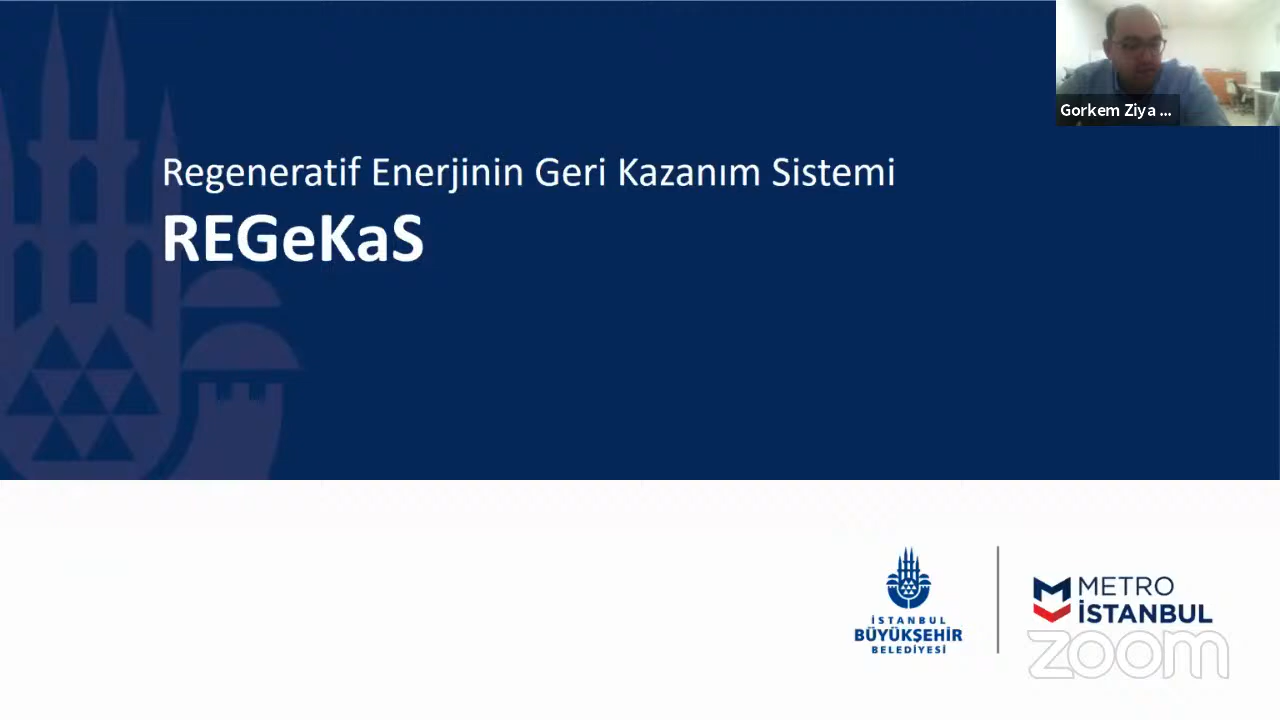 Gorkem Ziya ...
Regeneratif Enerjinin Geri Kazanım Sistemi
REGeKaS
İSTANBUL
BÜYÜKŞEHİR
BELEDİYESİ
METRO
İSTANBUL
zoom